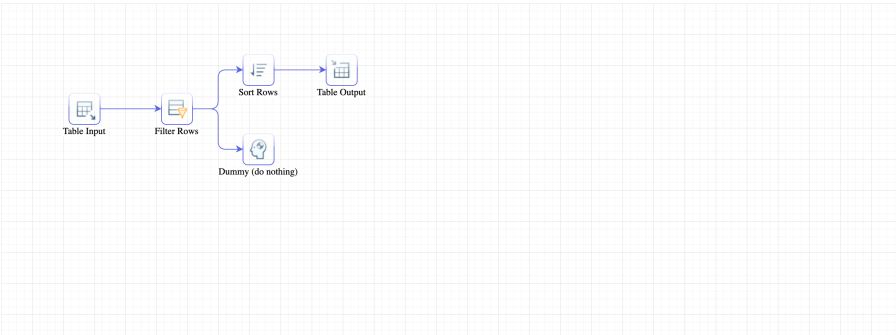 Sort Rows
Table Output
Table Input
Filter Rows
Dummy (do nothing)